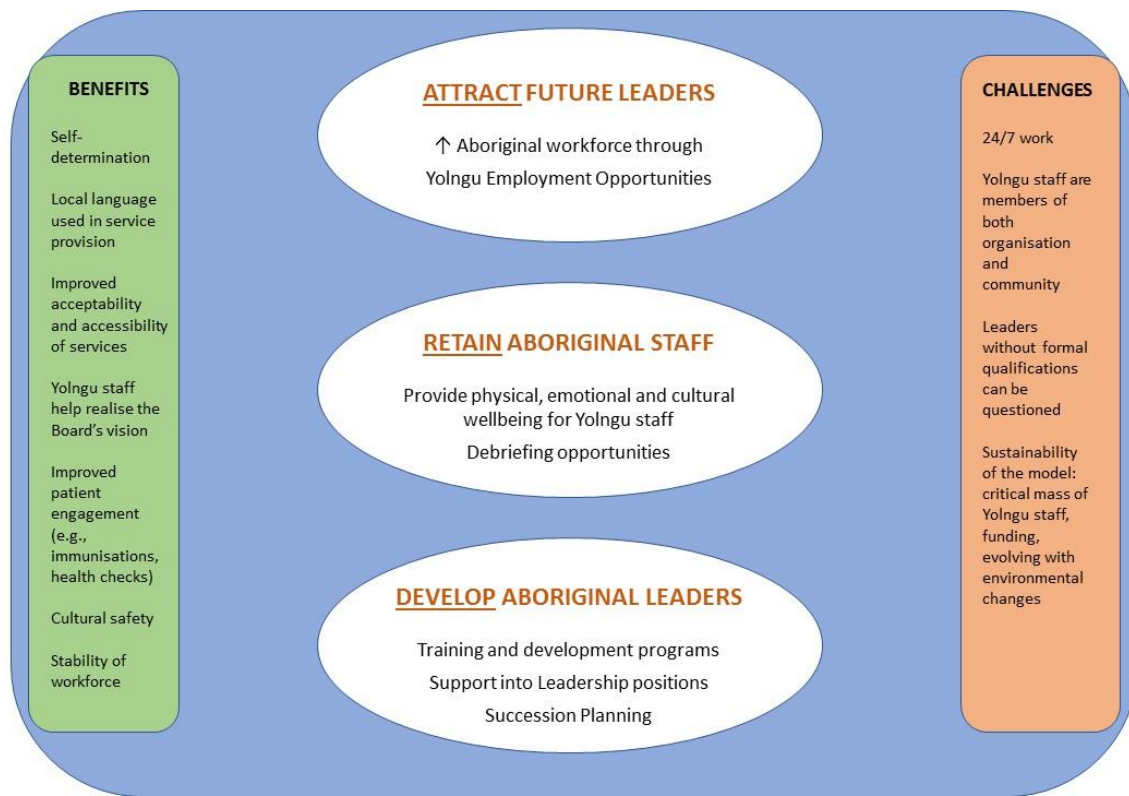 BENEFITS
Self-
determination
Local language
used in service
provision
Improved
acceptability
and accessibility
of services
Yolngu staff
help realise the
Board's vision
Improved
patient
engagement
(e.g.,
immunisations,
health checks)
Cultural safety
Stability of
workforce
ATTRACT FUTURE LEADERS
↑ Aboriginal workforce through
Yolngu Employment Opportunities
RETAIN ABORIGINAL STAFF
Provide physical, emotional and cultural
wellbeing for Yolngu staff
Debriefing opportunities
DEVELOP ABORIGINAL LEADERS
Training and development programs
Support into Leadership positions
Succession Planning
CHALLENGES
24/7 work
Yolngu staff are
members of
both
organisation
and
community
Leaders
without formal
qualifications
can be
questioned
Sustainability
of the model:
critical mass of
Yolngu staff,
funding,
evolving with
environmental
changes